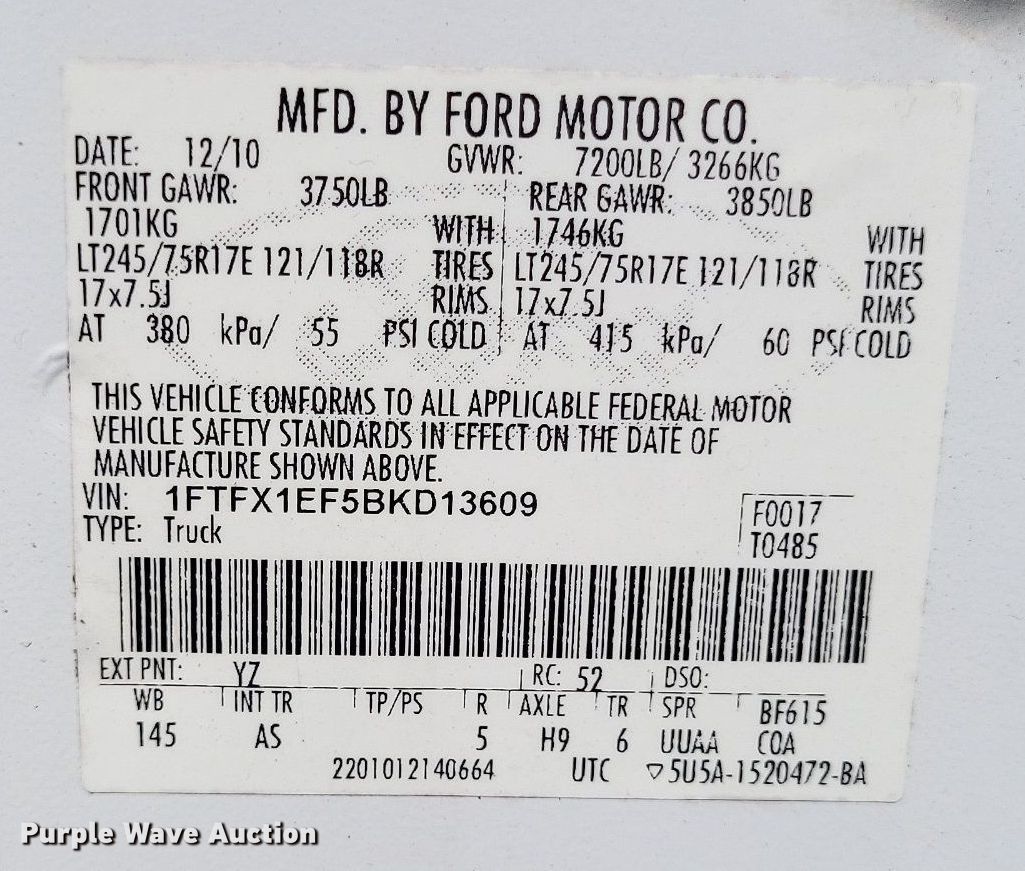 MFD. BY FORD MOTOR CO.
DATE: 12/10 GVWR: 7200LB/ 3266KG
FRONT GAWR: 3750LB REAR GAWR: 3850LB
1701KG WITH 1746KG WITH
LT245/75R17E 121/118R TIRES LT245/75R17E 121/118R TIRES
17x7.5J RIMS 17x7.5J RIMS
AT 380 kPa/ 55 PSI COLD AT 415 kPa/ 60 PSI COLD
THIS VEHICLE CONFORMS TO ALL APPLICABLE FEDERAL MOTOR
VEHICLE SAFETY STANDARDS IN EFFECT ON THE DATE OF
MANUFACTURE SHOWN ABOVE.
VIN: 1FTFX1EF5BKD13609 F0017
TYPE: Truck T0485
EXT PNT: YZ RC: 52 DSO:
WB INT TR TP/PS R AXLE TR SPR BF615
145 AS 5 H9 6 UUAA COA
2201012140664 UTC ▽5U5A-1520472-BA
Purple Wave Auction